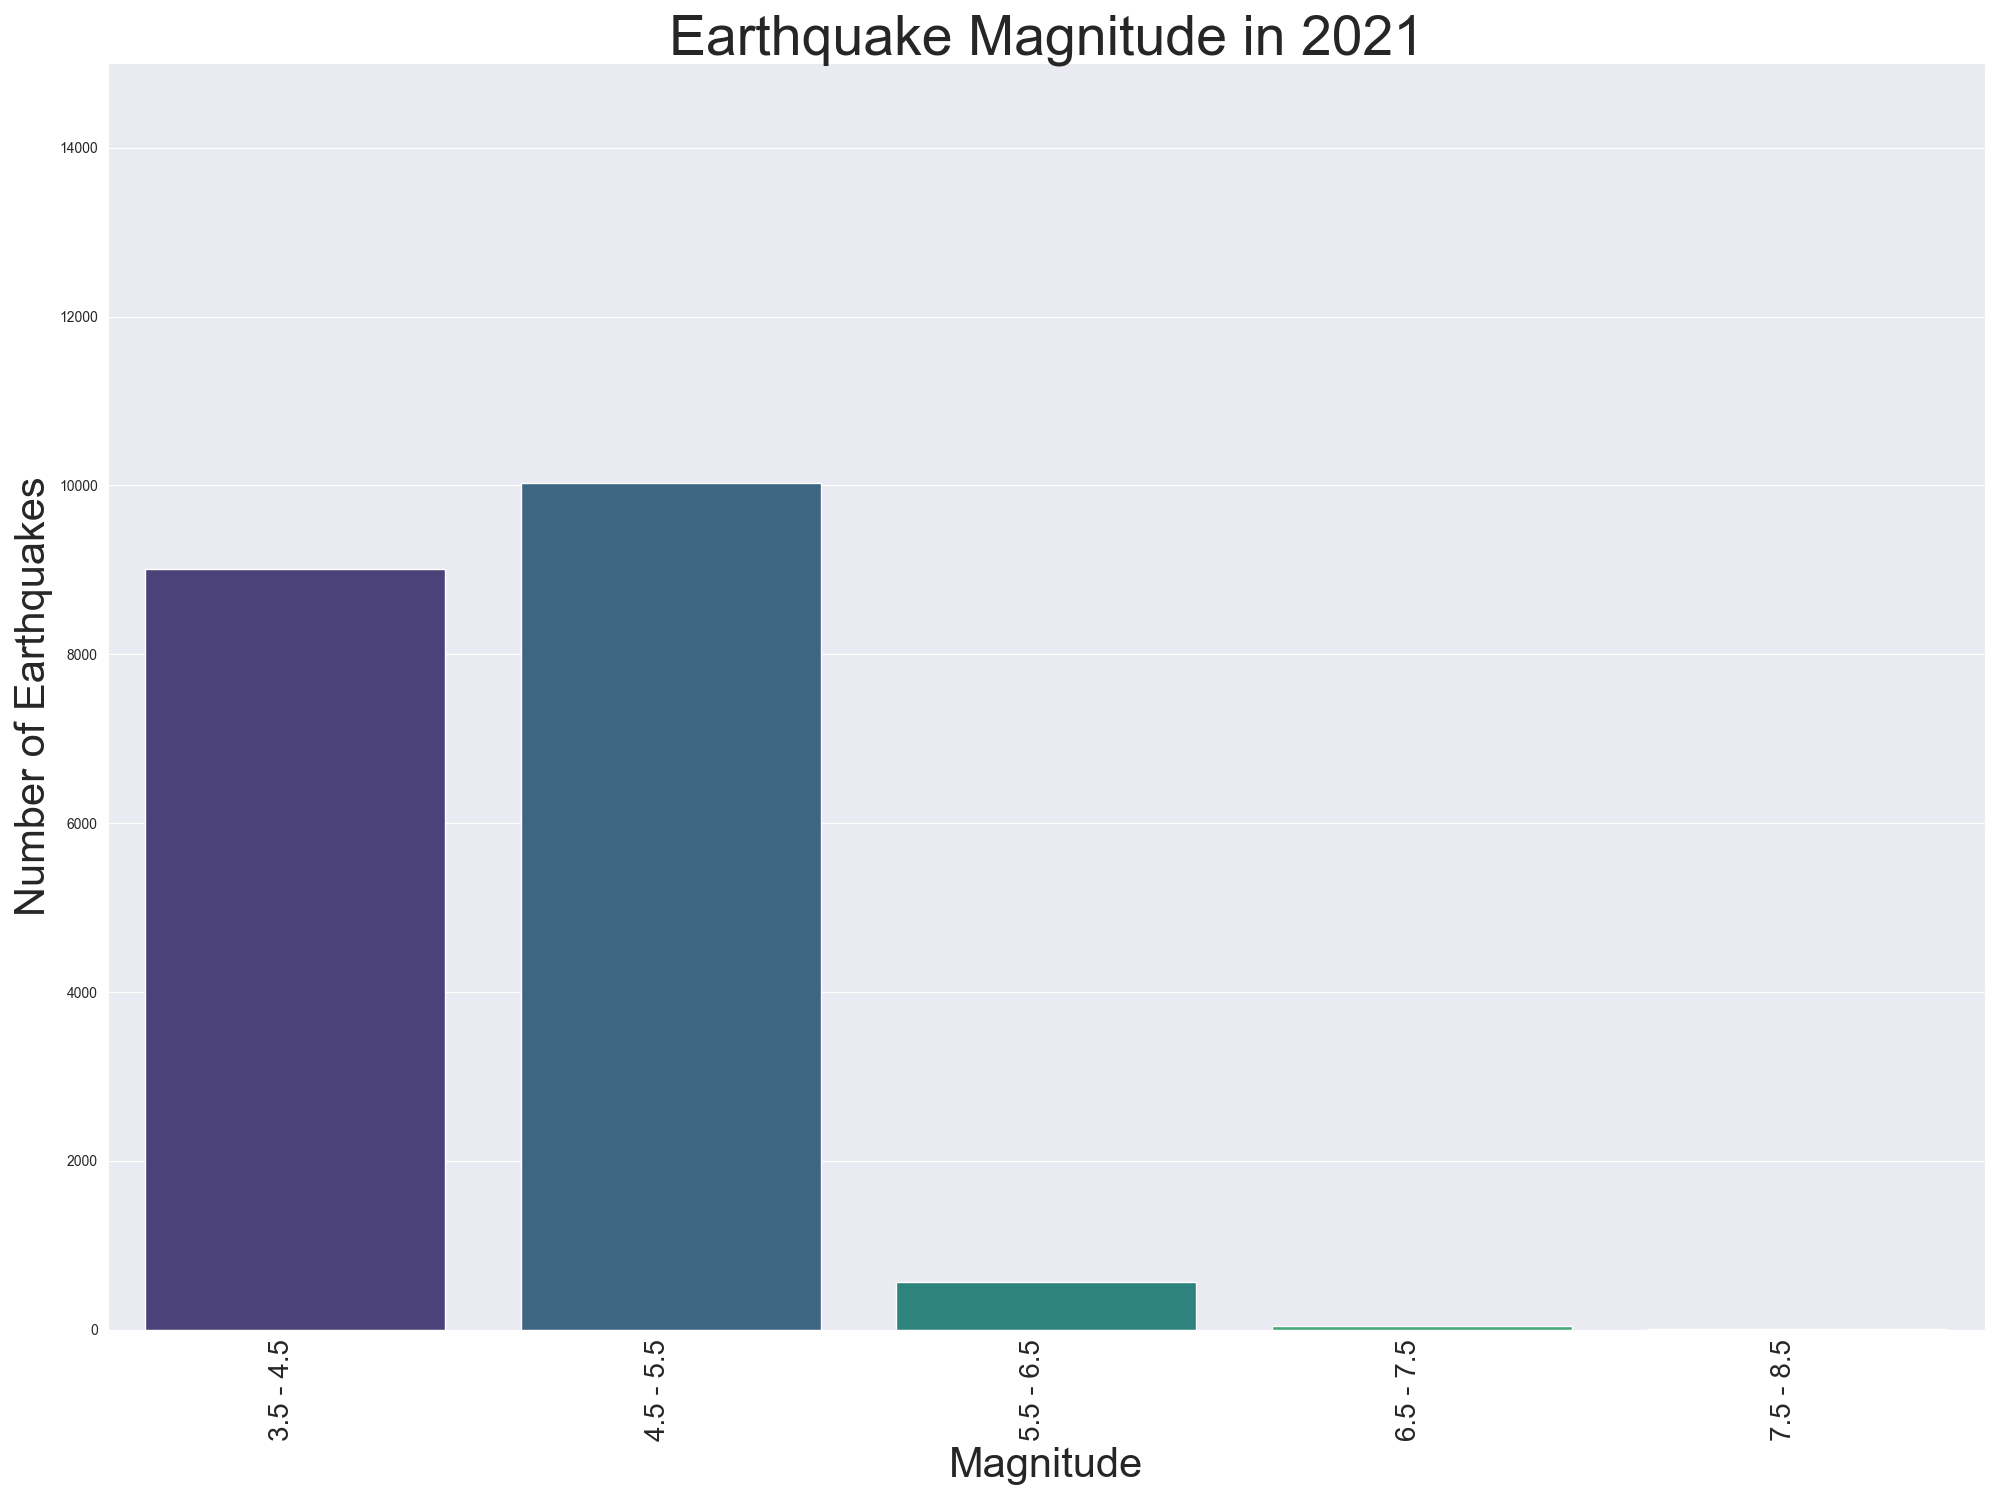 Earthquake Magnitude in 2021
Number of Earthquakes
14000
12000
10000
8000
6000
4000
2000
0
3.5 - 4.5
4.5 - 5.5
5.5 - 6.5
6.5 - 7.5
7.5 - 8.5
Magnitude